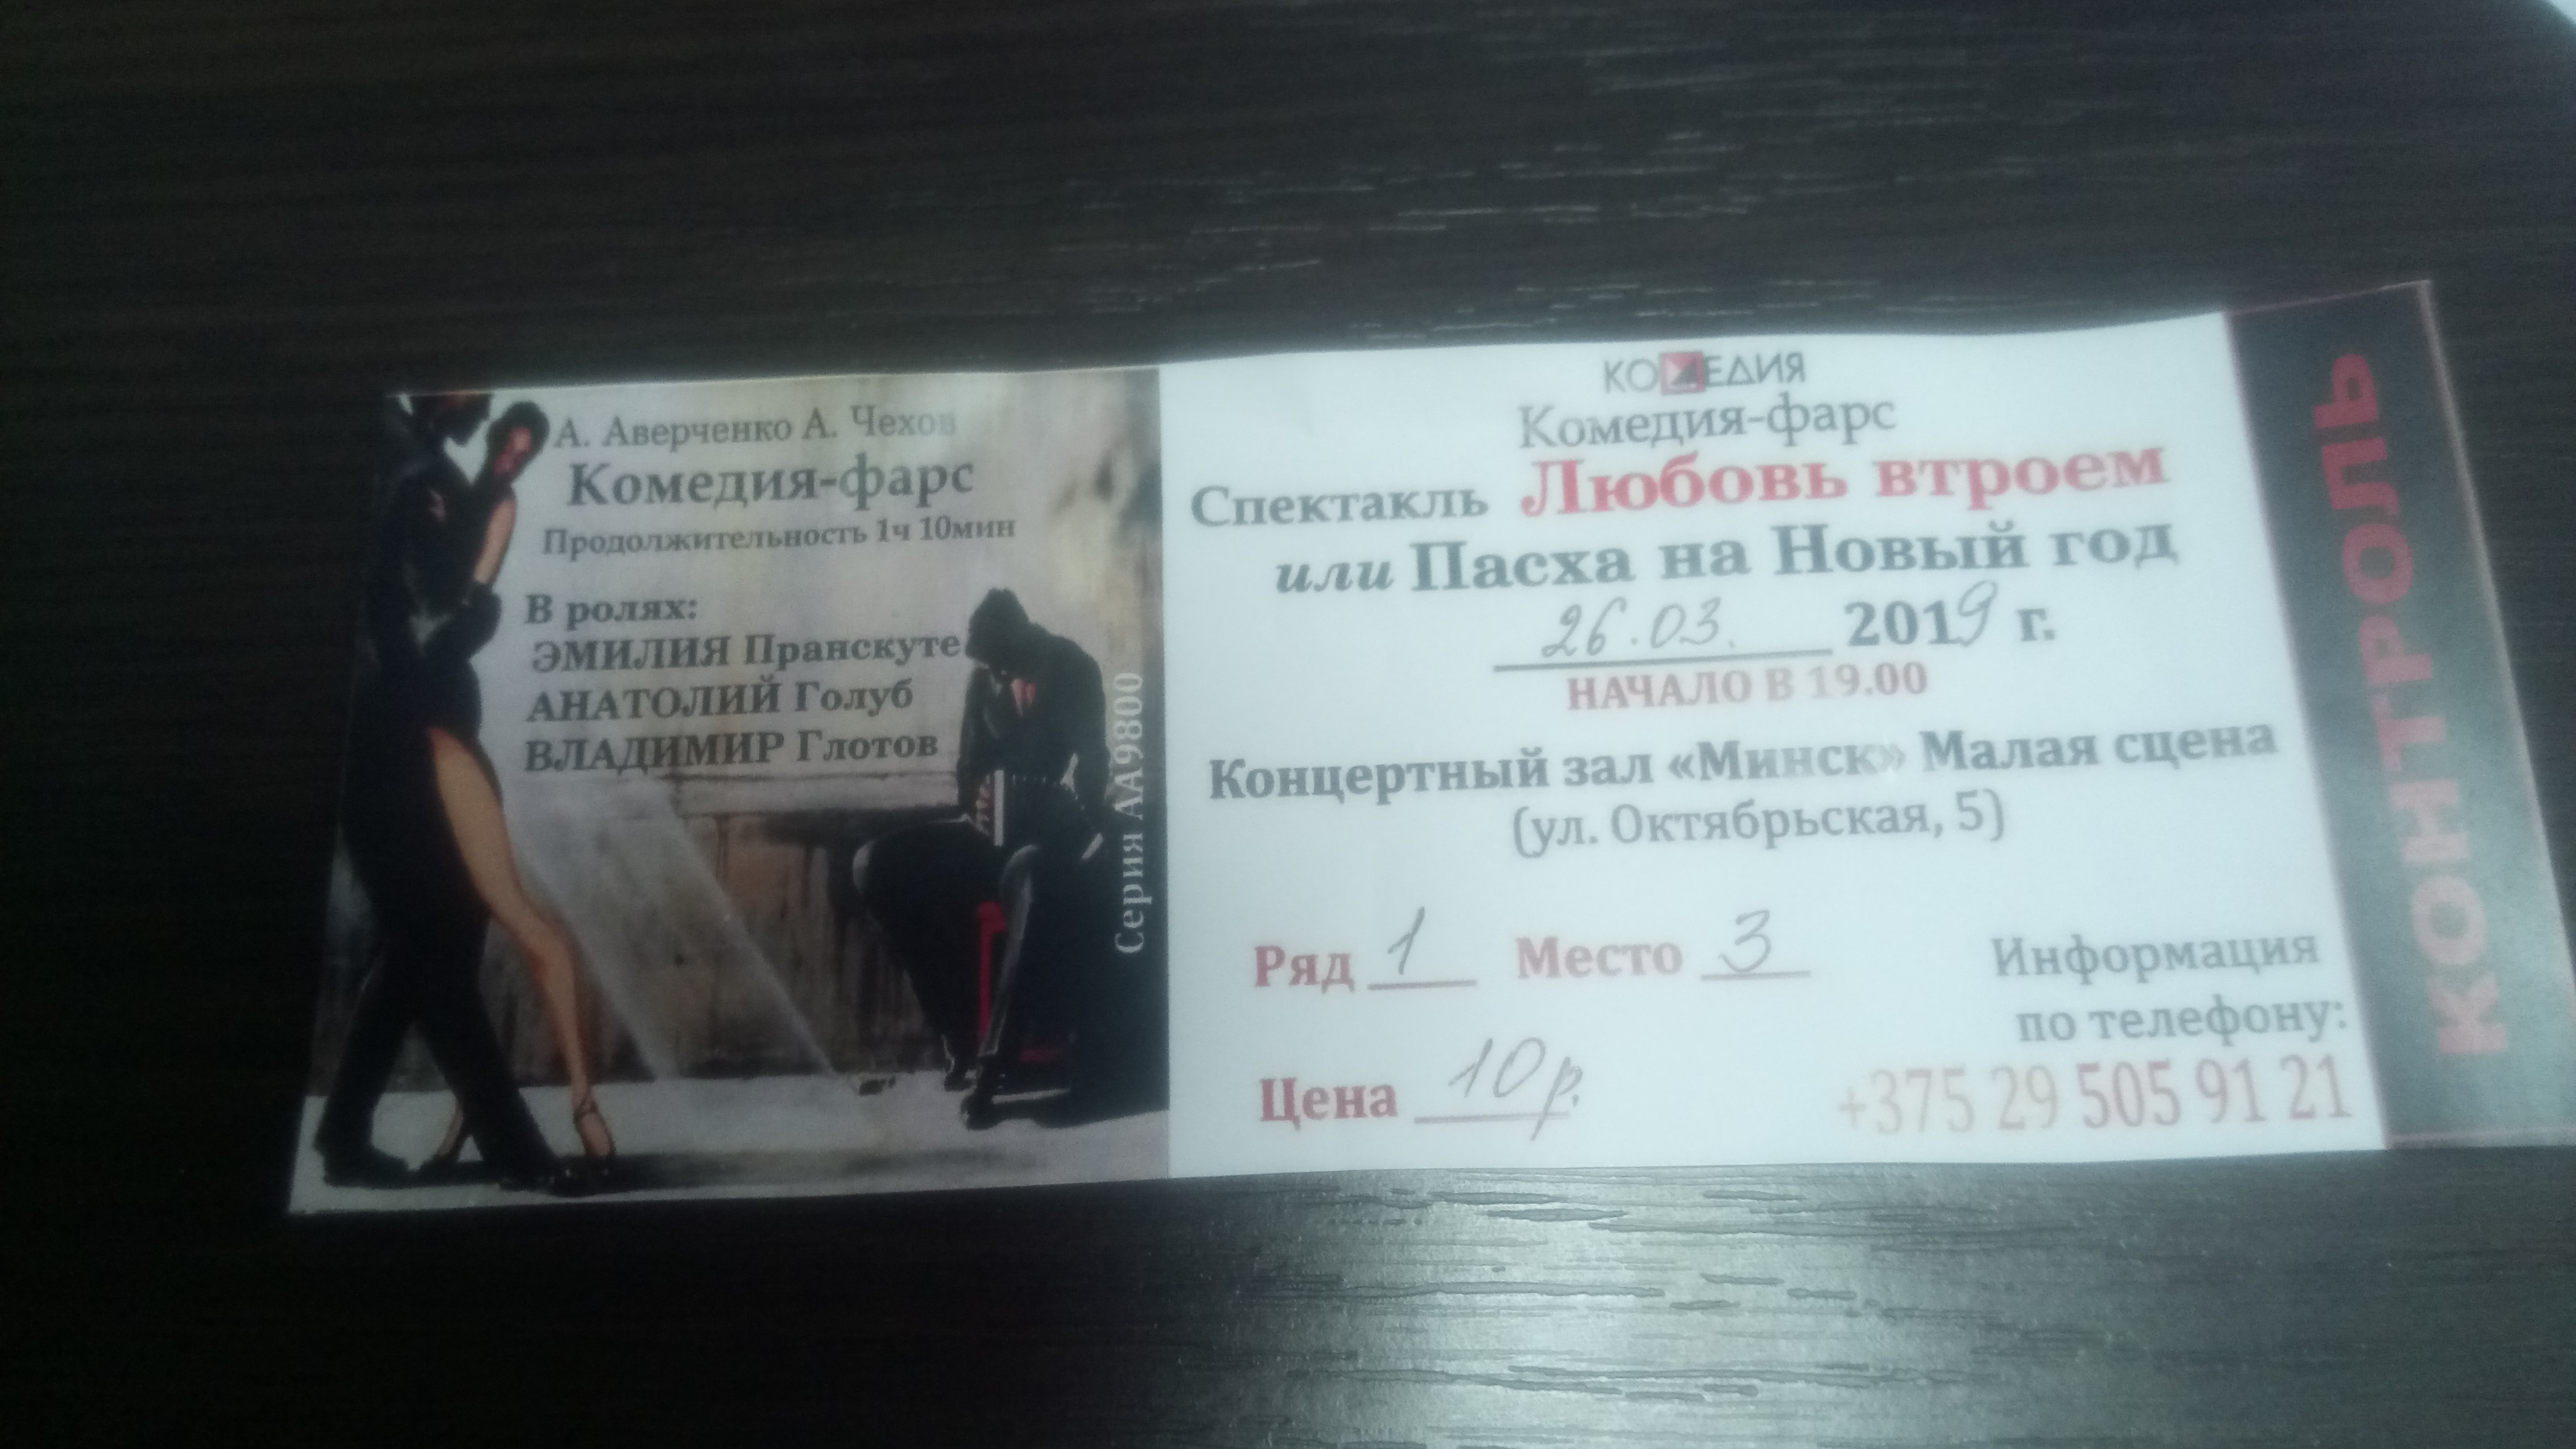 А. Аверченко А. Чехов
Комедия-фарс
Продолжительность 1ч 10мин
В ролях:
ЭМИЛИЯ Пранскуте
АНАТОЛИЙ Голуб
ВЛАДИМИР Глотов
Серия АА9800
КОМЕДИЯ
Комедия-фарс
Спектакль Любовь втроем
или Пасха на Новый год
26.03. 2019 г.
НАЧАЛО В 19.00
Концертный зал «Минск» Малая сцена
(ул. Октябрьская, 5)
Ряд 1 Место 3
Цена 10р.
Информация
по телефону:
+375 29 505 91 21
КОНТРОЛЬ